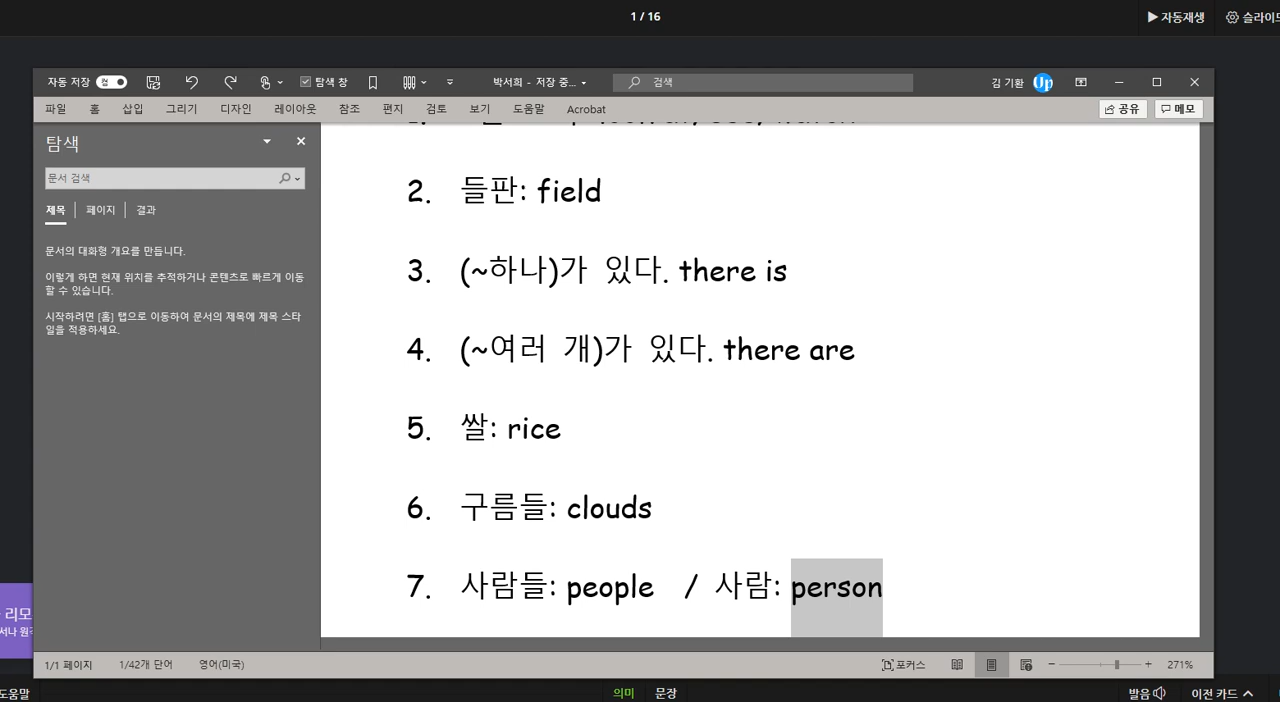 1 / 16
자동재생
슬라이드
자동 저장
탐색 창
박서희 - 저장 중...
검색
김 기환
파일 홈 삽입 그리기 디자인 레이아웃 참조 편지 검토 보기 도움말 Acrobat
공유
메모
탐색
문서 검색
제목 페이지 결과
문서의 대화형 개요를 만듭니다.
이렇게 하면 현재 위치를 추적하거나 콘텐츠로 빠르게 이동
할 수 있습니다.
시작하려면 [홈] 탭으로 이동하여 문서의 제목에 제목 스타
일을 적용하세요.
2. 들판: field
3. (~하나)가 있다. there is
4. (~여러 개)가 있다. there are
5. 쌀: rice
6. 구름들: clouds
7. 사람들: people / 사람: person
리모
1/1 페이지 1/42개 단어 영어(미국)
포커스
271%
도움말
의미 문장
발음
이전 카드